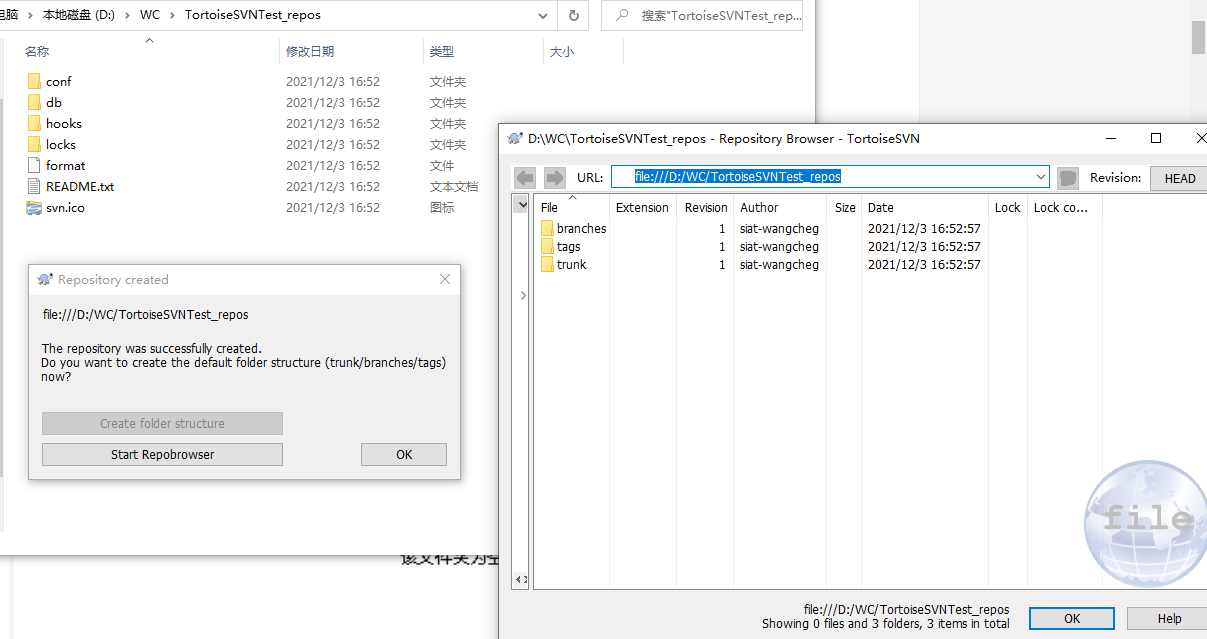 电脑 › 本地磁盘 (D:) › WC › TortoiseSVNTest_repos
搜索"TortoiseSVNTest_rep...
名称 修改日期 类型 大小
conf 2021/12/3 16:52 文件夹
db 2021/12/3 16:52 文件夹
hooks 2021/12/3 16:52 文件夹
locks 2021/12/3 16:52 文件夹
format 2021/12/3 16:52 文件
README.txt 2021/12/3 16:52 文本文档
svn.ico 2021/12/3 16:52 图标
Repository created
file:///D:/WC/TortoiseSVNTest_repos
The repository was successfully created.
Do you want to create the default folder structure (trunk/branches/tags)
now?
Create folder structure
Start Repobrowser
OK
该文件夹为空
D:\WC\TortoiseSVNTest_repos - Repository Browser - TortoiseSVN
URL: file:///D:/WC/TortoiseSVNTest_repos Revision: HEAD
File Extension Revision Author Size Date Lock Lock co...
branches 1 siat-wangcheg 2021/12/3 16:52:57
tags 1 siat-wangcheg 2021/12/3 16:52:57
trunk 1 siat-wangcheg 2021/12/3 16:52:57
file
file:///D:/WC/TortoiseSVNTest_repos
Showing 0 files and 3 folders, 3 items in total
OK
Help